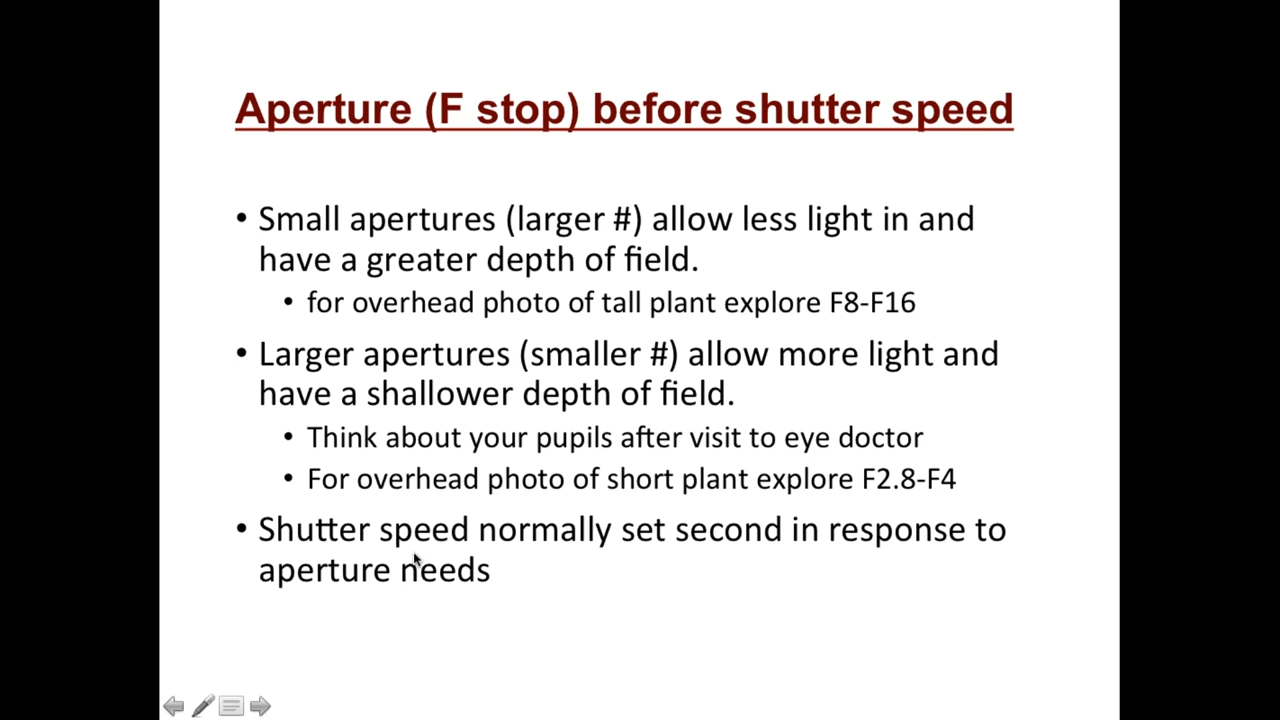 Aperture (F stop) before shutter speed
• Small apertures (larger #) allow less light in and
have a greater depth of field.
• for overhead photo of tall plant explore F8-F16
• Larger apertures (smaller #) allow more light and
have a shallower depth of field.
• Think about your pupils after visit to eye doctor
• For overhead photo of short plant explore F2.8-F4
• Shutter speed normally set second in response to
aperture needs